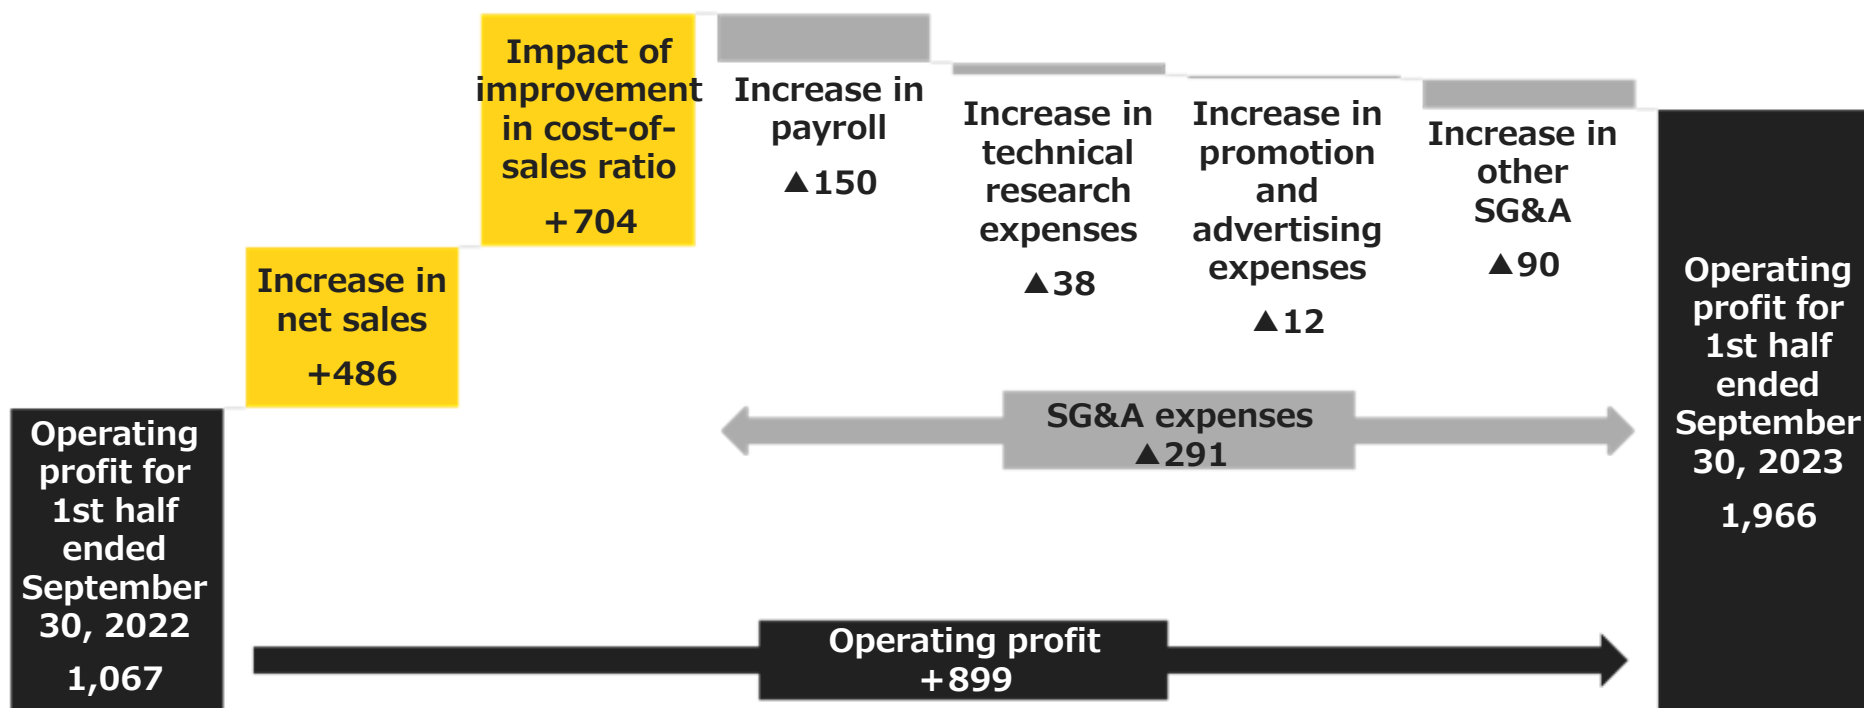 Operating
profit for
1st half
ended
September
30, 2022
1,067
Increase in
net sales
+486
Impact of
improvement
in cost-of-
sales ratio
+704
Increase in
payroll
▲150
Increase in
technical
research
expenses
▲38
Increase in
promotion
and
advertising
expenses
▲12
Increase in
other
SG&A
▲90
SG&A expenses
▲291
Operating profit
+899
Operating
profit for
1st half
ended
September
30, 2023
1,966